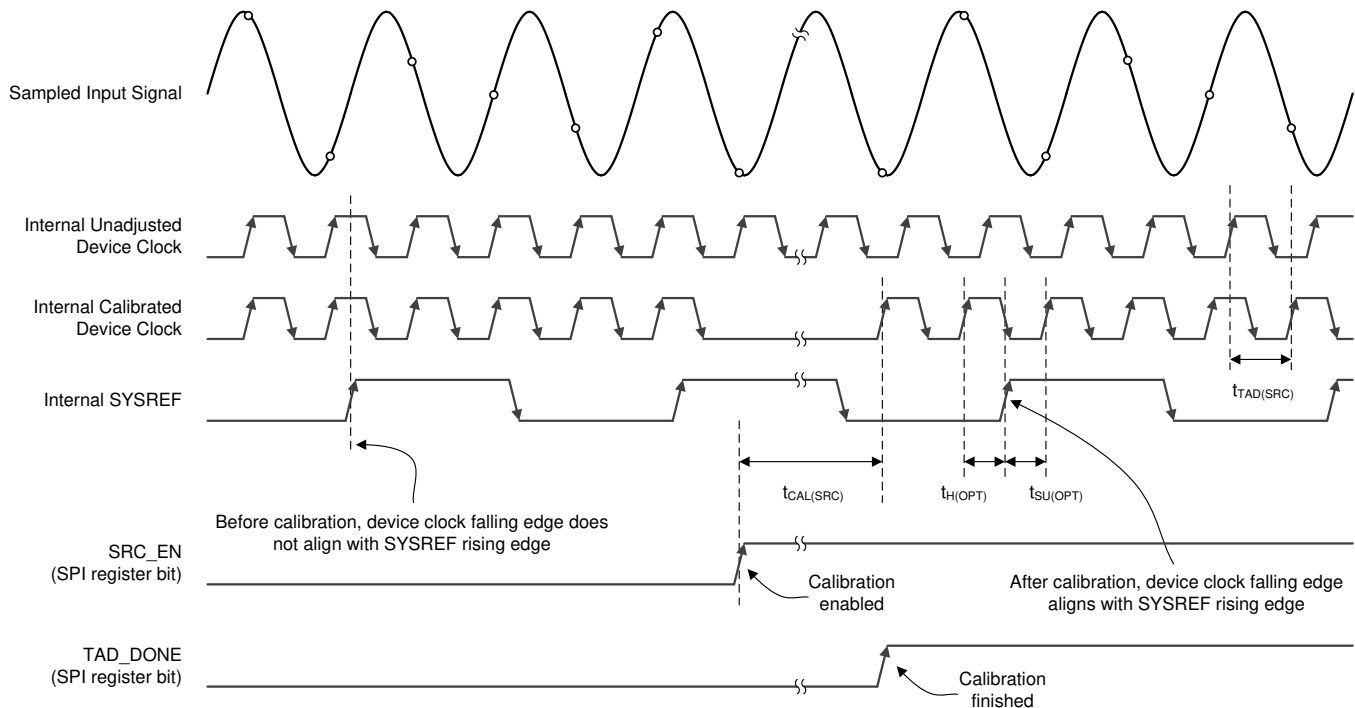 Sampled Input Signal
Internal Unadjusted
Device Clock
Internal Calibrated
Device Clock
Internal SYSREF
tTAD(SRC)
tCAL(SRC)
tH(OPT)
tSU(OPT)
Before calibration, device clock falling edge does
not align with SYSREF rising edge
SRC_EN
(SPI register bit)
Calibration
enabled
After calibration, device clock falling edge
aligns with SYSREF rising edge
TAD_DONE
(SPI register bit)
Calibration
finished